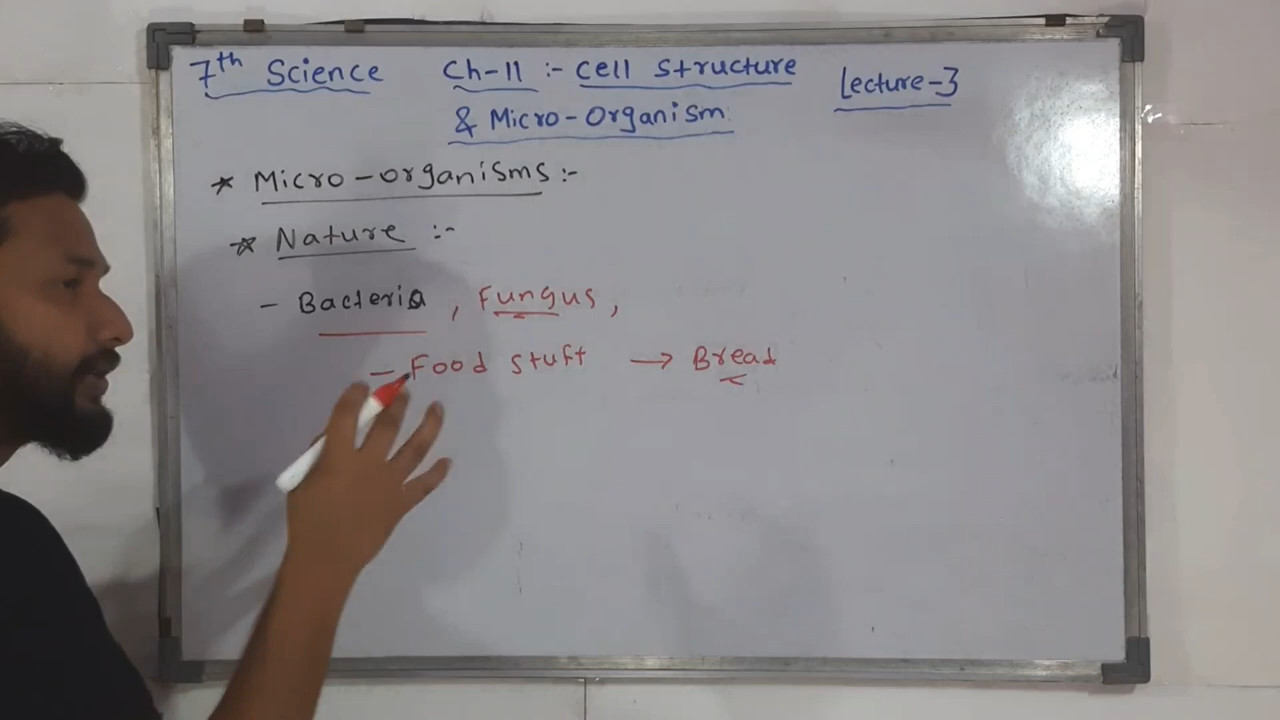 7th Science Ch-11 :- Cell Structure Lecture-3
& Micro-Organism
* Micro-organisms :-
* Nature :-
- Bacteria, Fungus,
- Food stuff → Bread